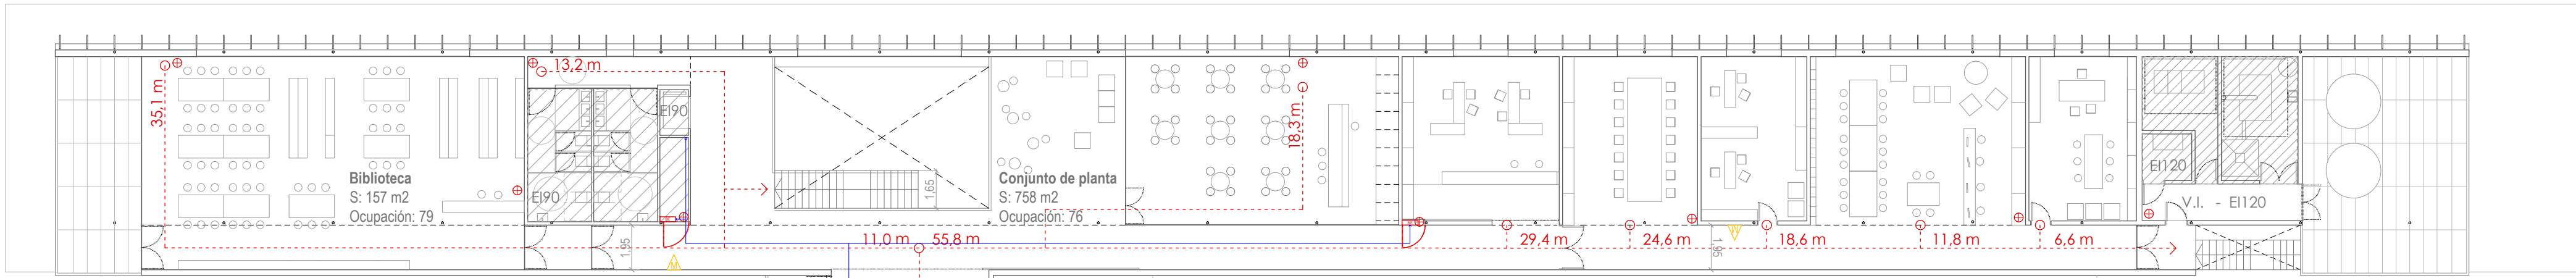 35,1 m
13,2 m
EI90
EI90
Biblioteca
S: 157 m2
Ocupación: 79
1.95
1.65
Conjunto de planta
S: 758 m2
Ocupación: 76
18,3 m
11,0 m
55,8 m
29,4 m
24,6 m
1.95
18,6 m
11,8 m
6,6 m
EI120
V.I. - EI120